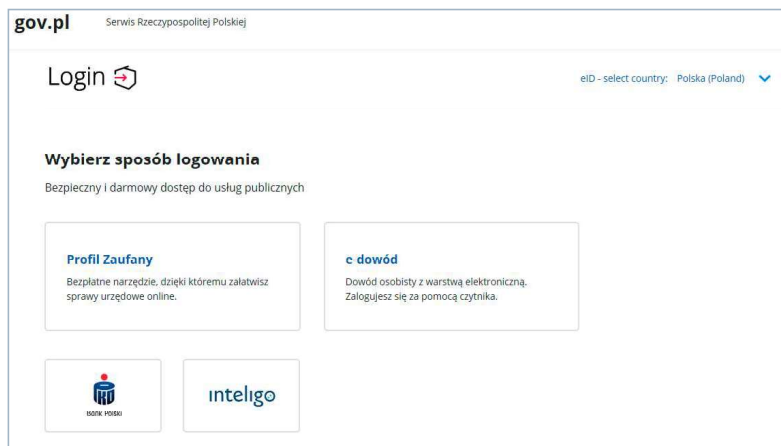 gov.pl Serwis Rzeczypospolitej Polskiej
Login
eID - select country: Polska (Poland)
Wybierz sposób logowania
Bezpieczny i darmowy dostęp do usług publicznych
Profil Zaufany
Bezpłatne narzędzie, dzięki któremu załatwisz
sprawy urzędowe online.
e-dowód
Dowód osobisty z warstwą elektroniczną.
Zalogujesz się za pomocą czytnika.
Bank Polski
inteligo